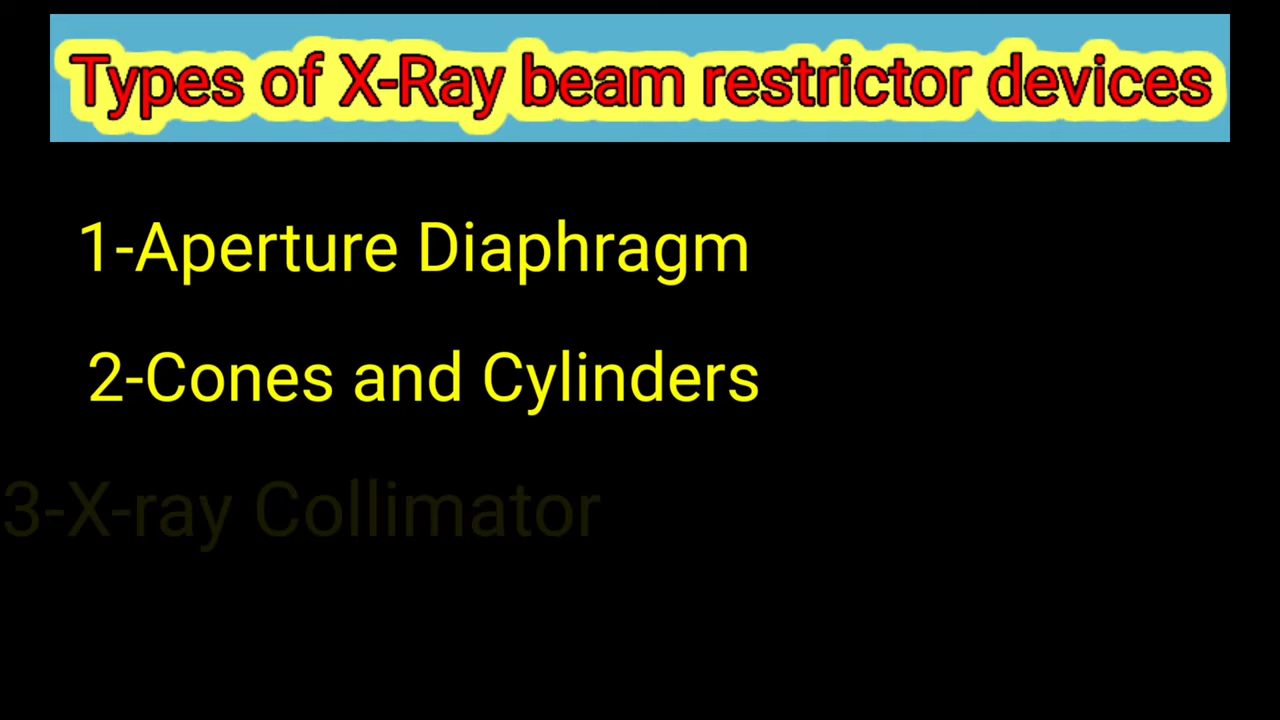 Types of X-Ray beam restrictor devices
1-Aperture Diaphragm
2-Cones and Cylinders
3-X-ray Collimator